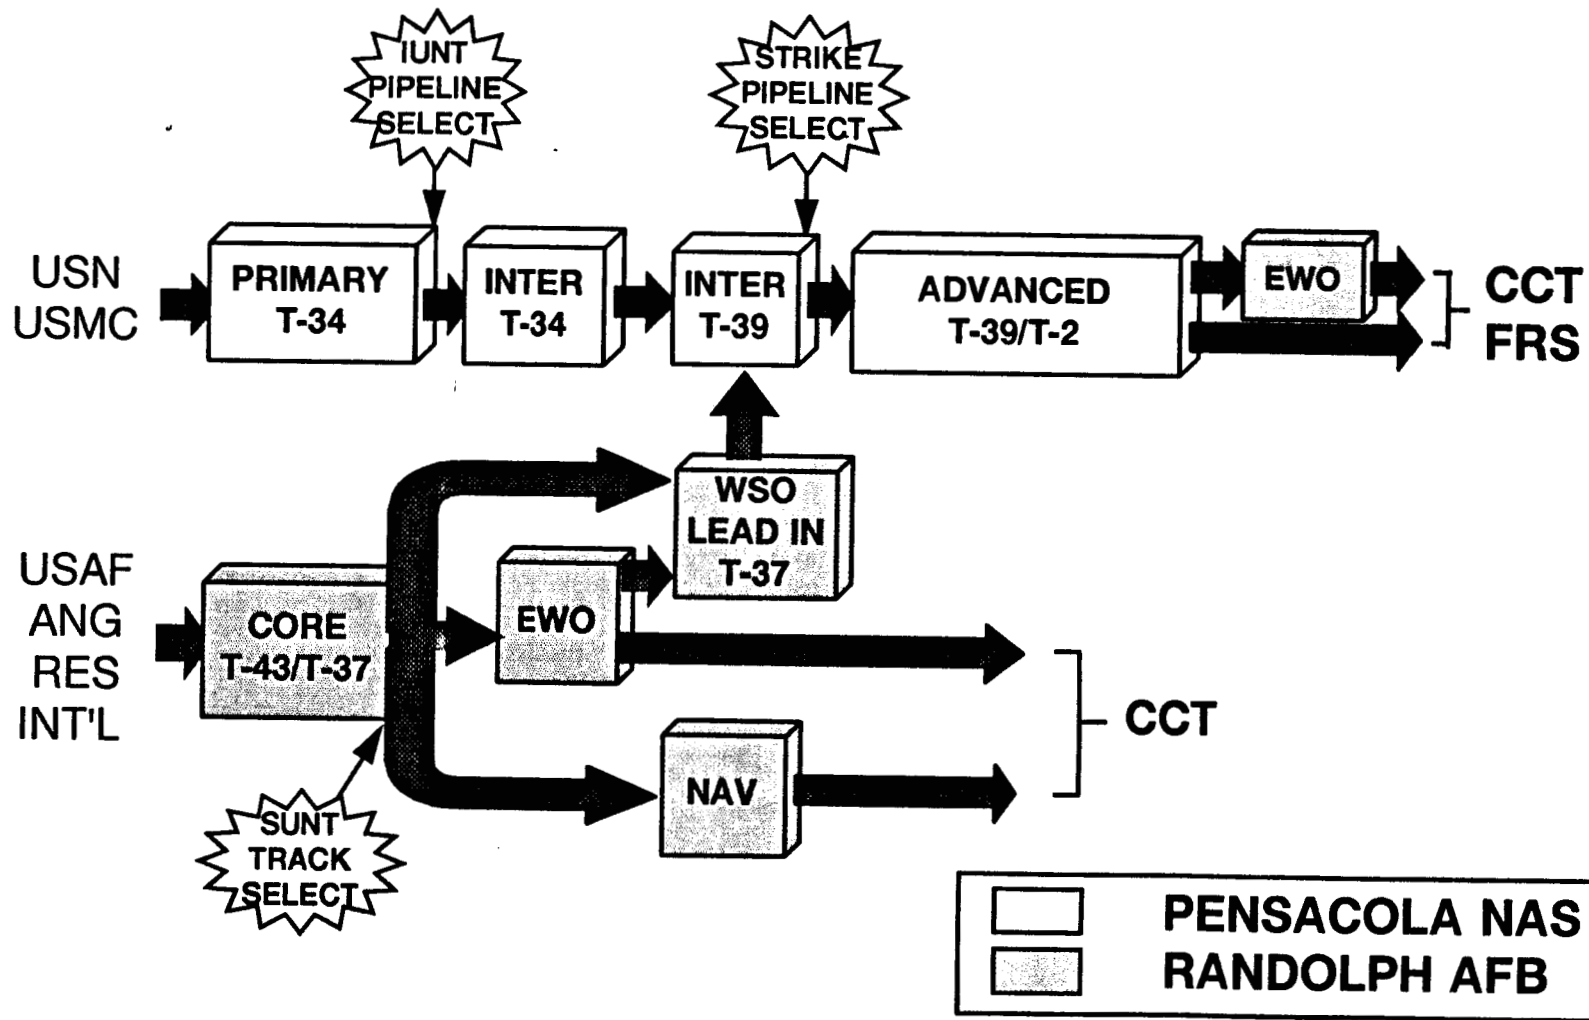 IUNT
PIPELINE
SELECT
STRIKE
PIPELINE
SELECT
USN
USMC
PRIMARY
T-34
INTER
T-34
INTER
T-39
ADVANCED
T-39/T-2
EWO
CCT
FRS
WSO
LEAD IN
T-37
USAF
ANG
RES
INT'L
CORE
T-43/T-37
EWO
CCT
NAV
SUNT
TRACK
SELECT
PENSACOLA NAS
RANDOLPH AFB